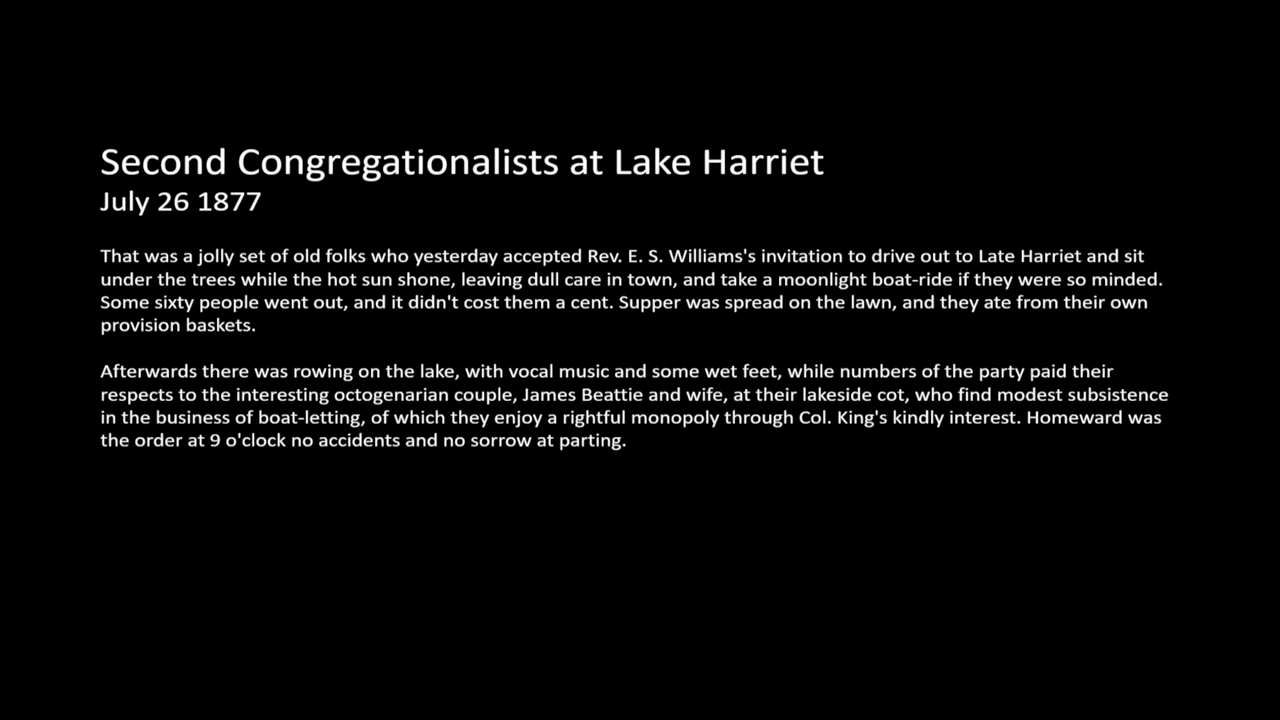 Second Congregationalists at Lake Harriet
July 26 1877
That was a jolly set of old folks who yesterday accepted Rev. E. S. Williams's invitation to drive out to Late Harriet and sit
under the trees while the hot sun shone, leaving dull care in town, and take a moonlight boat-ride if they were so minded.
Some sixty people went out, and it didn't cost them a cent. Supper was spread on the lawn, and they ate from their own
provision baskets.
Afterwards there was rowing on the lake, with vocal music and some wet feet, while numbers of the party paid their
respects to the interesting octogenarian couple, James Beattie and wife, at their lakeside cot, who find modest subsistence
in the business of boat-letting, of which they enjoy a rightful monopoly through Col. King's kindly interest. Homeward was
the order at 9 o'clock no accidents and no sorrow at parting.